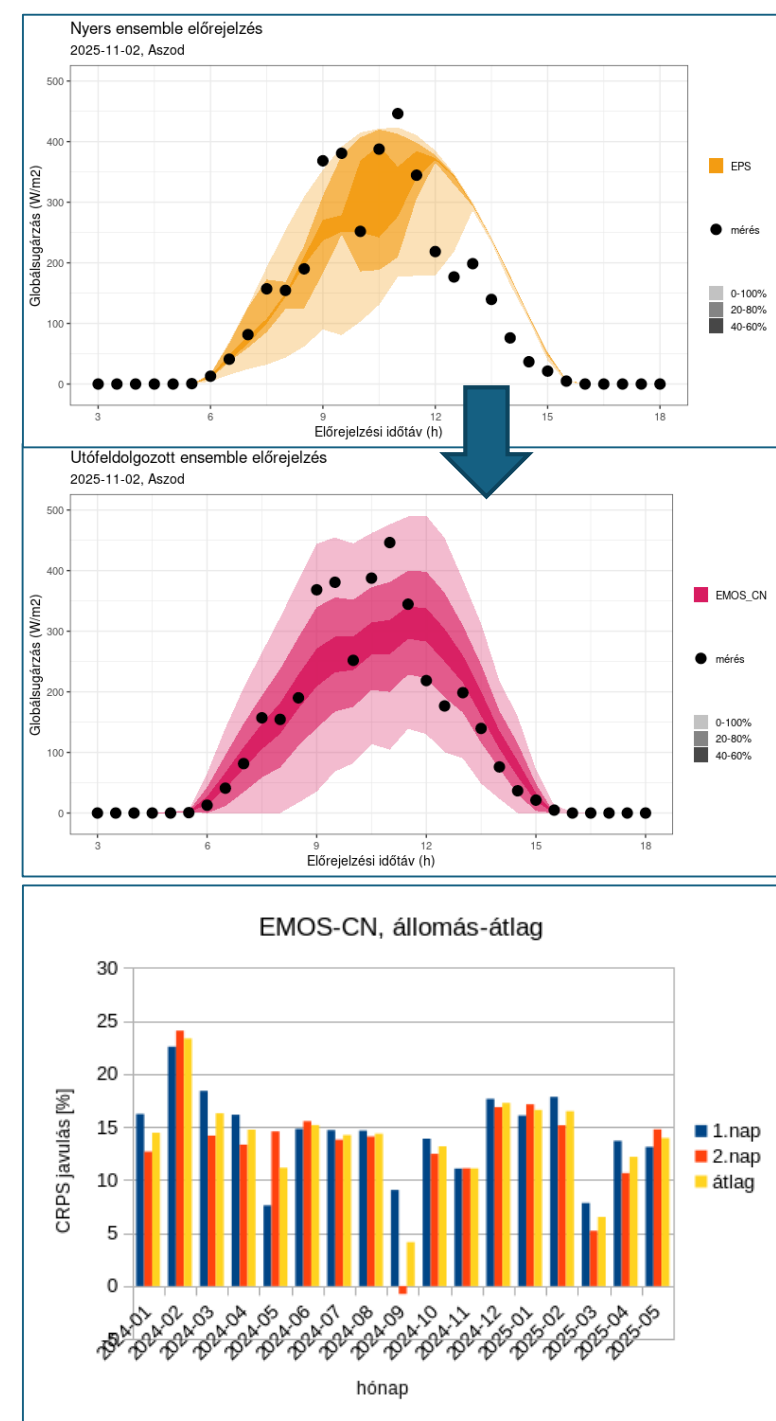 Nyers ensemble előrejelzés
2025-11-02, Aszod
Globálsugárzás (W/m2)
500
400
300
200
100
0
3 6 9 12 15 18
Előrejelzési időtáv (h)
EPS
mérés
0-100%
20-80%
40-60%
Utófeldolgozott ensemble előrejelzés
2025-11-02, Aszod
Globálsugárzás (W/m2)
500
400
300
200
100
0
3 6 9 12 15 18
Előrejelzési időtáv (h)
EMOS_CN
mérés
0-100%
20-80%
40-60%
EMOS-CN, állomás-átlag
CRPS javulás [%]
30
25
20
15
10
5
0
-5
2024-01 2024-02 2024-03 2024-04 2024-05 2024-06 2024-07 2024-08 2024-09 2024-10 2024-11 2024-12 2025-01 2025-02 2025-03 2025-04 2025-05
hónap
1.nap
2.nap
átlag